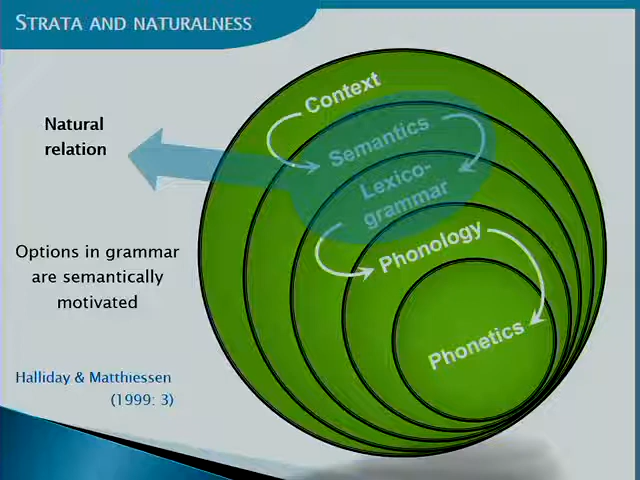 STRATA AND NATURALNESS
Natural
relation
Options in grammar
are semantically
motivated
Halliday & Matthiessen
(1999: 3)
Context
Semantics
Lexico-
grammar
Phonology
Phonetics